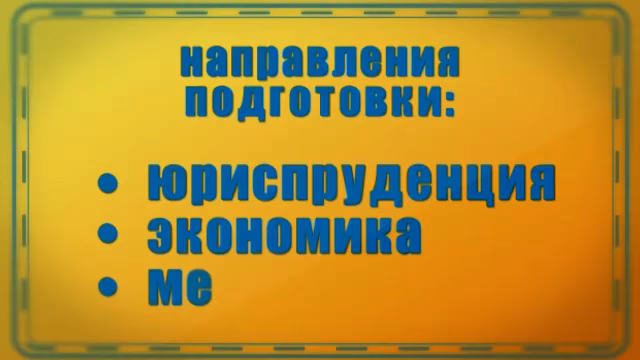 направления
подготовки:
• юриспруденция
• экономика
• ме